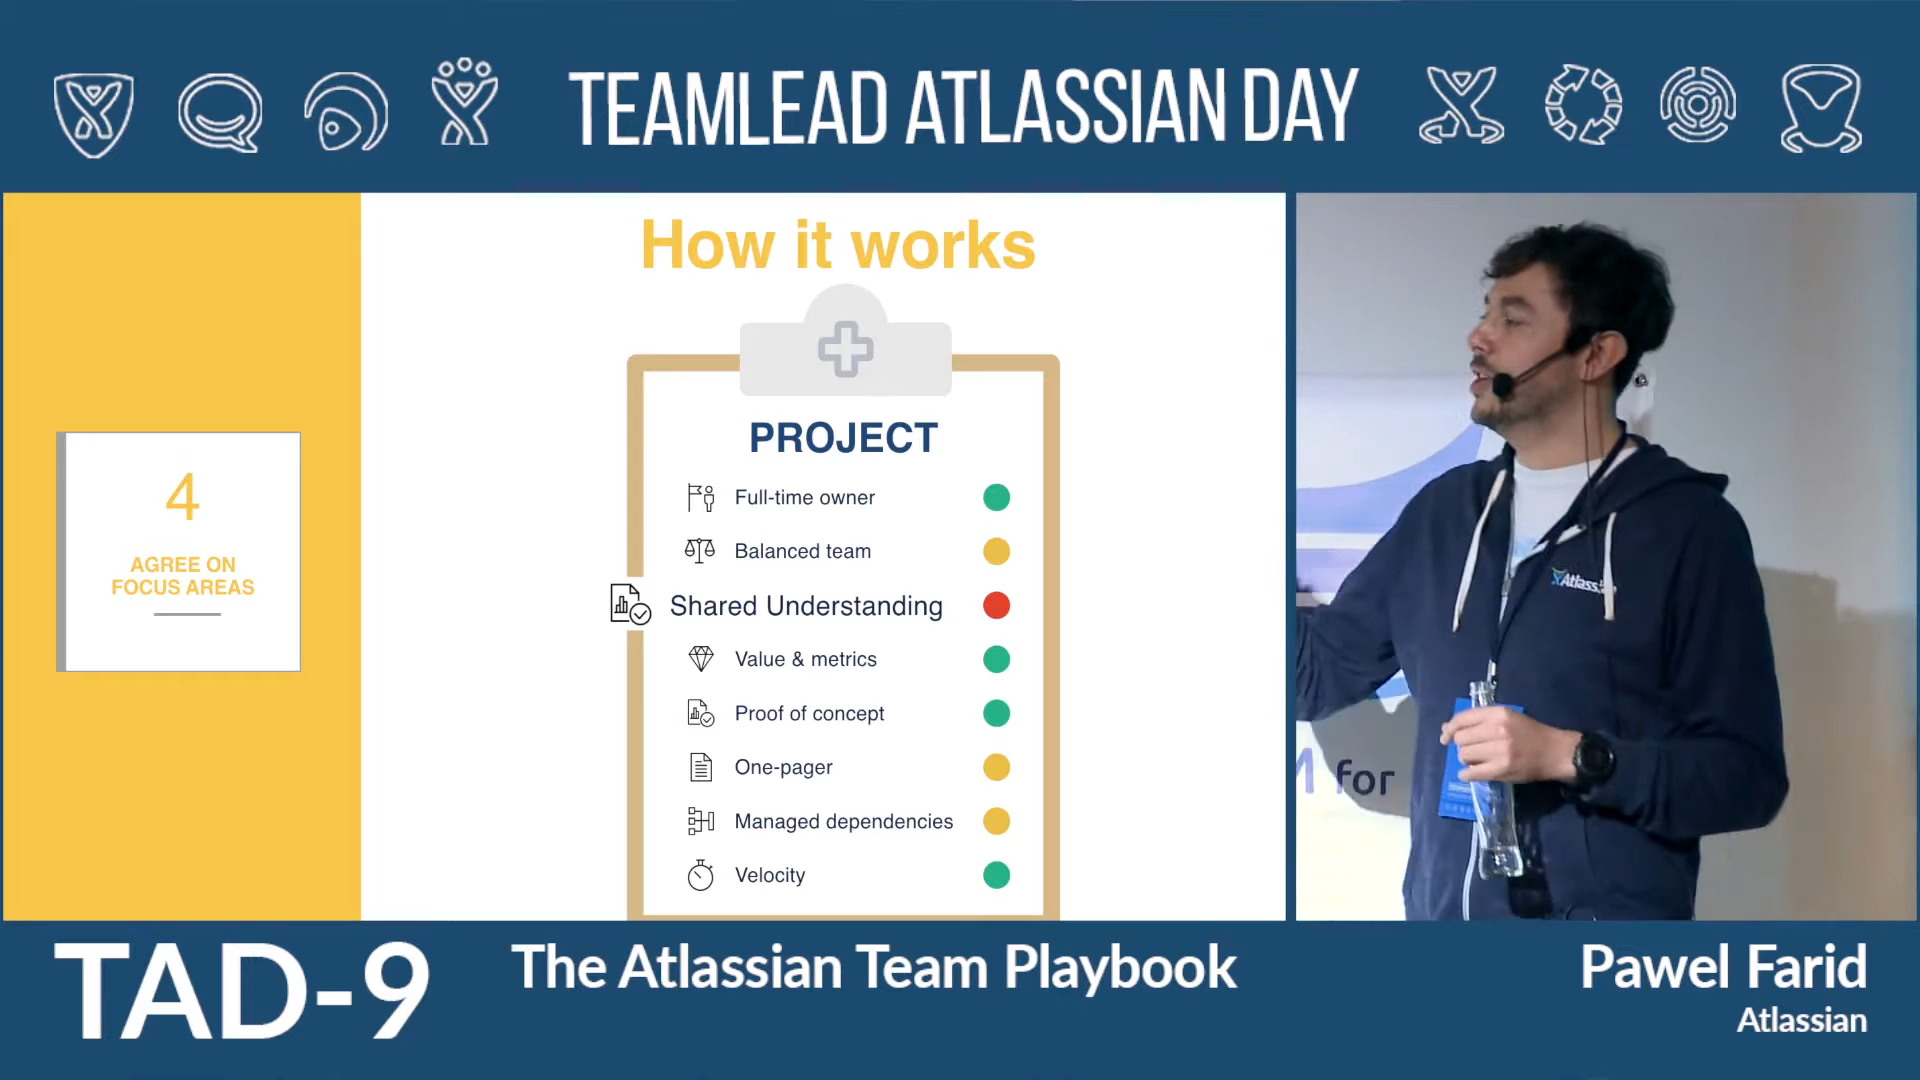 TEAMLEAD ATLASSIAN DAY
How it works
4
AGREE ON
FOCUS AREAS
PROJECT
Full-time owner
Balanced team
Shared Understanding
Value & metrics
Proof of concept
One-pager
Managed dependencies
Velocity
for
TAD-9
The Atlassian Team Playbook
Pawel Farid
Atlassian